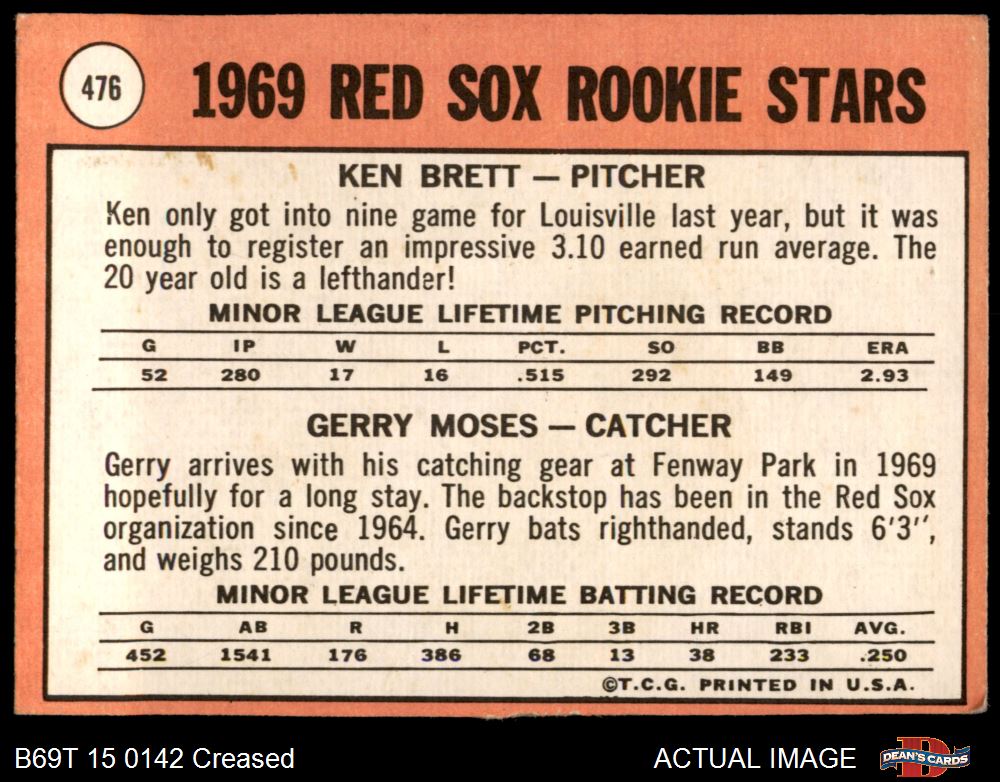 476
1969 RED SOX ROOKIE STARS
KEN BRETT — PITCHER
Ken only got into nine game for Louisville last year, but it was
enough to register an impressive 3.10 earned run average. The
20 year old is a lefthander!
MINOR LEAGUE LIFETIME PITCHING RECORD
G IP W L PCT. SO BB ERA
52 280 17 16 .515 292 149 2.93
GERRY MOSES — CATCHER
Gerry arrives with his catching gear at Fenway Park in 1969
hopefully for a long stay. The backstop has been in the Red Sox
organization since 1964. Gerry bats righthanded, stands 6'3'',
and weighs 210 pounds.
MINOR LEAGUE LIFETIME BATTING RECORD
G AB R H 2B 3B HR RBI AVG.
452 1541 176 386 68 13 38 233 .250
©T.C.G. PRINTED IN U.S.A.
B69T 15 0142 Creased
ACTUAL IMAGE
D
DEAN'S CARDS